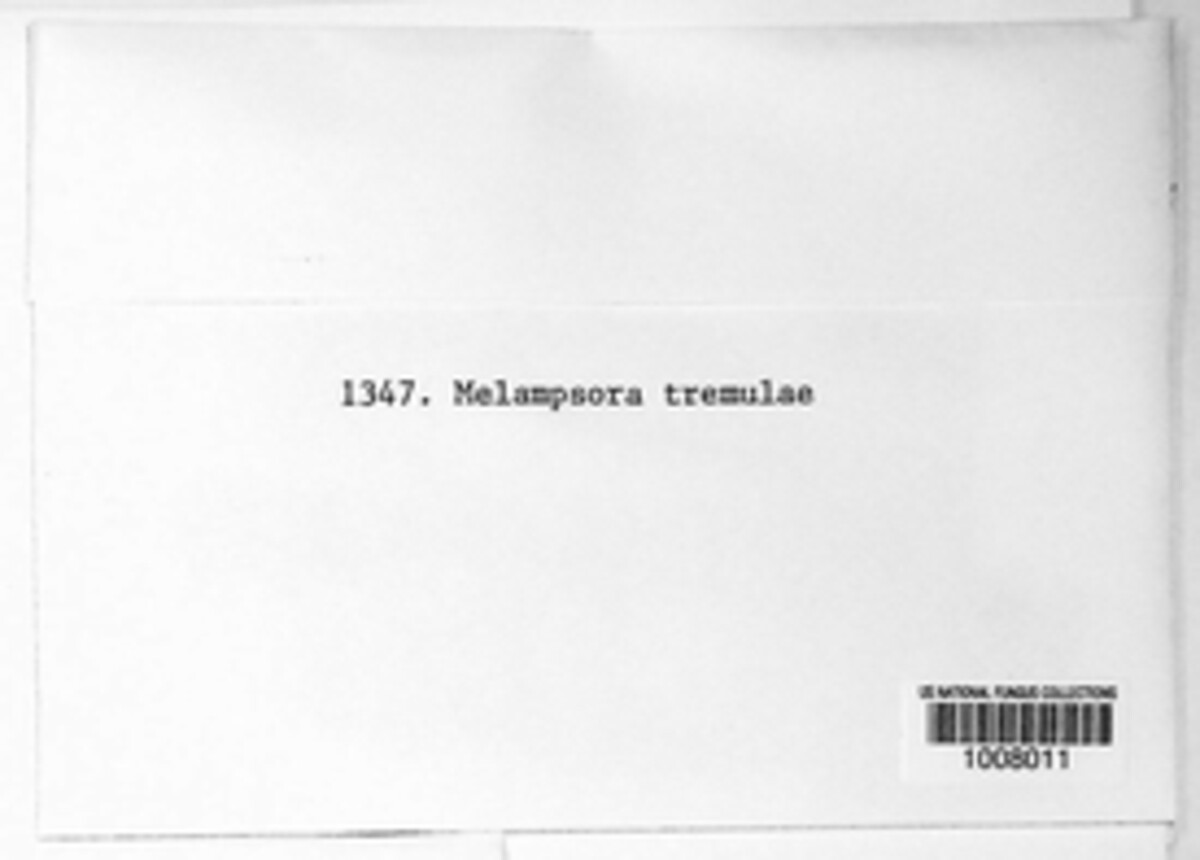 1347. Melampsora tremulae
US NATIONAL FUNGUS COLLECTIONS
1008011